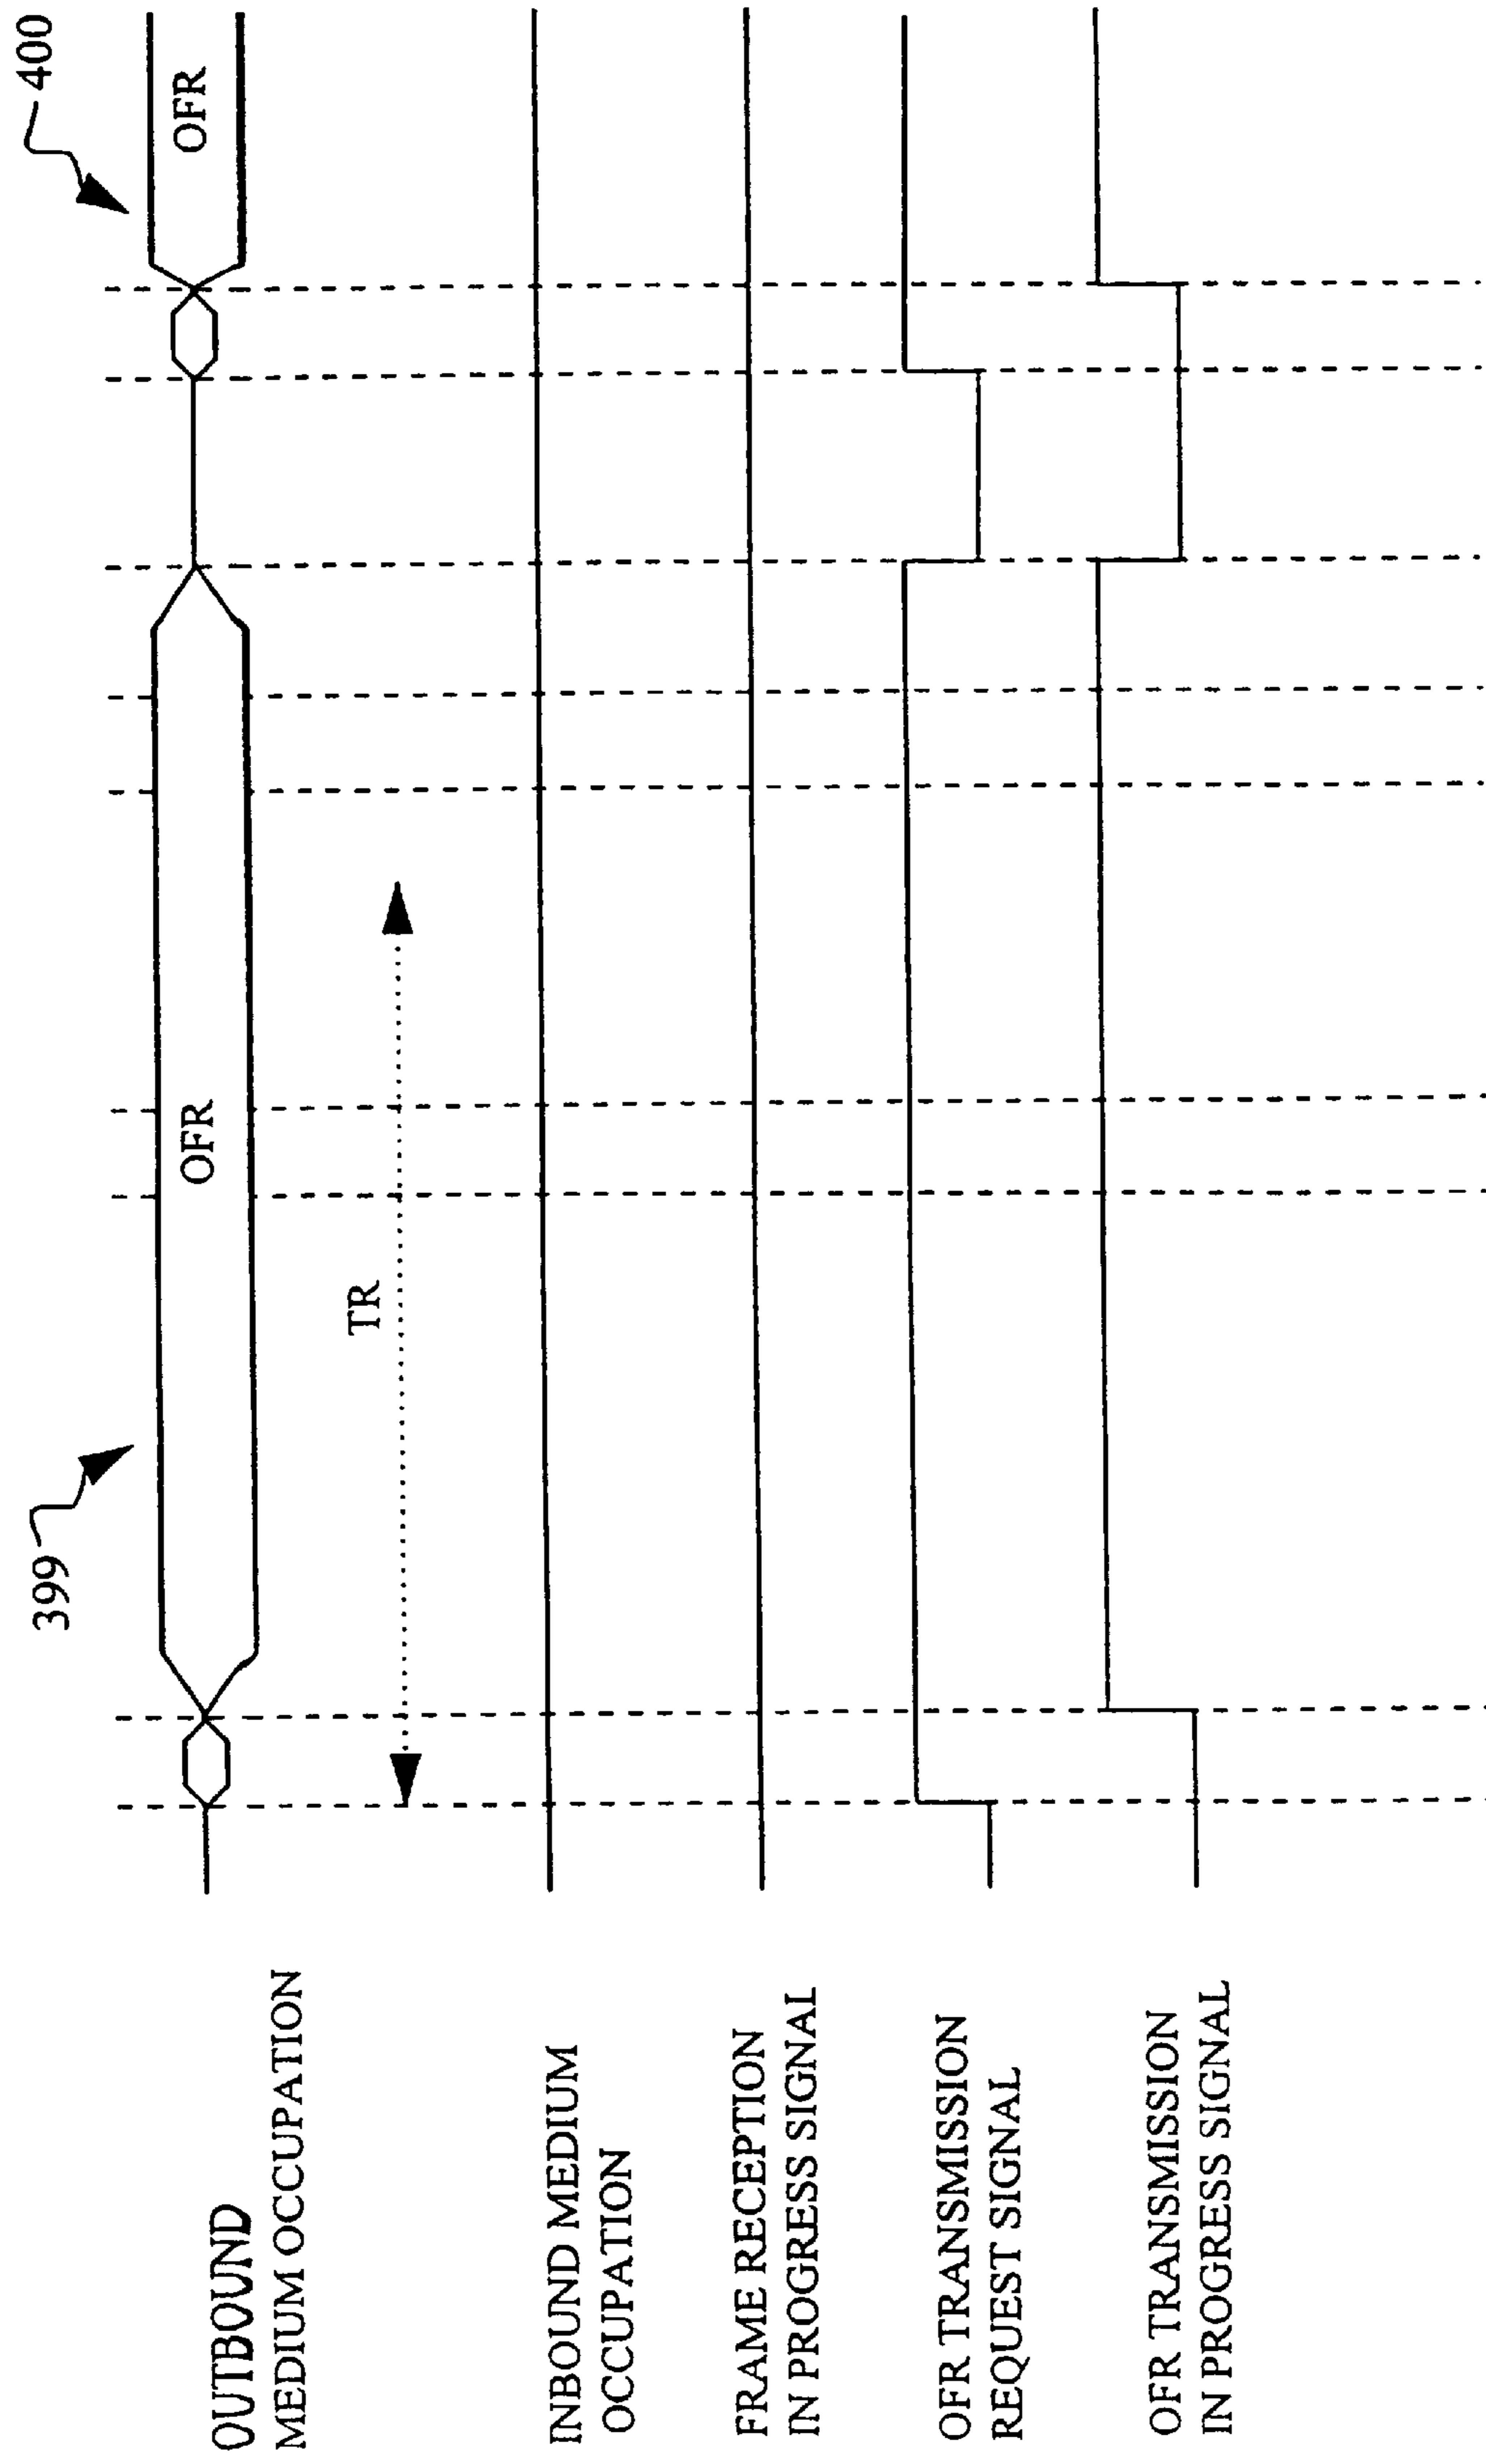 399
400
OUTBOUND
MEDIUM OCCUPATION
OFR
OFR
TR
INBOUND MEDIUM
OCCUPATION
FRAME RECEPTION
IN PROGRESS SIGNAL
OFR TRANSMISSION
REQUEST SIGNAL
OFR TRANSMISSION
IN PROGRESS SIGNAL